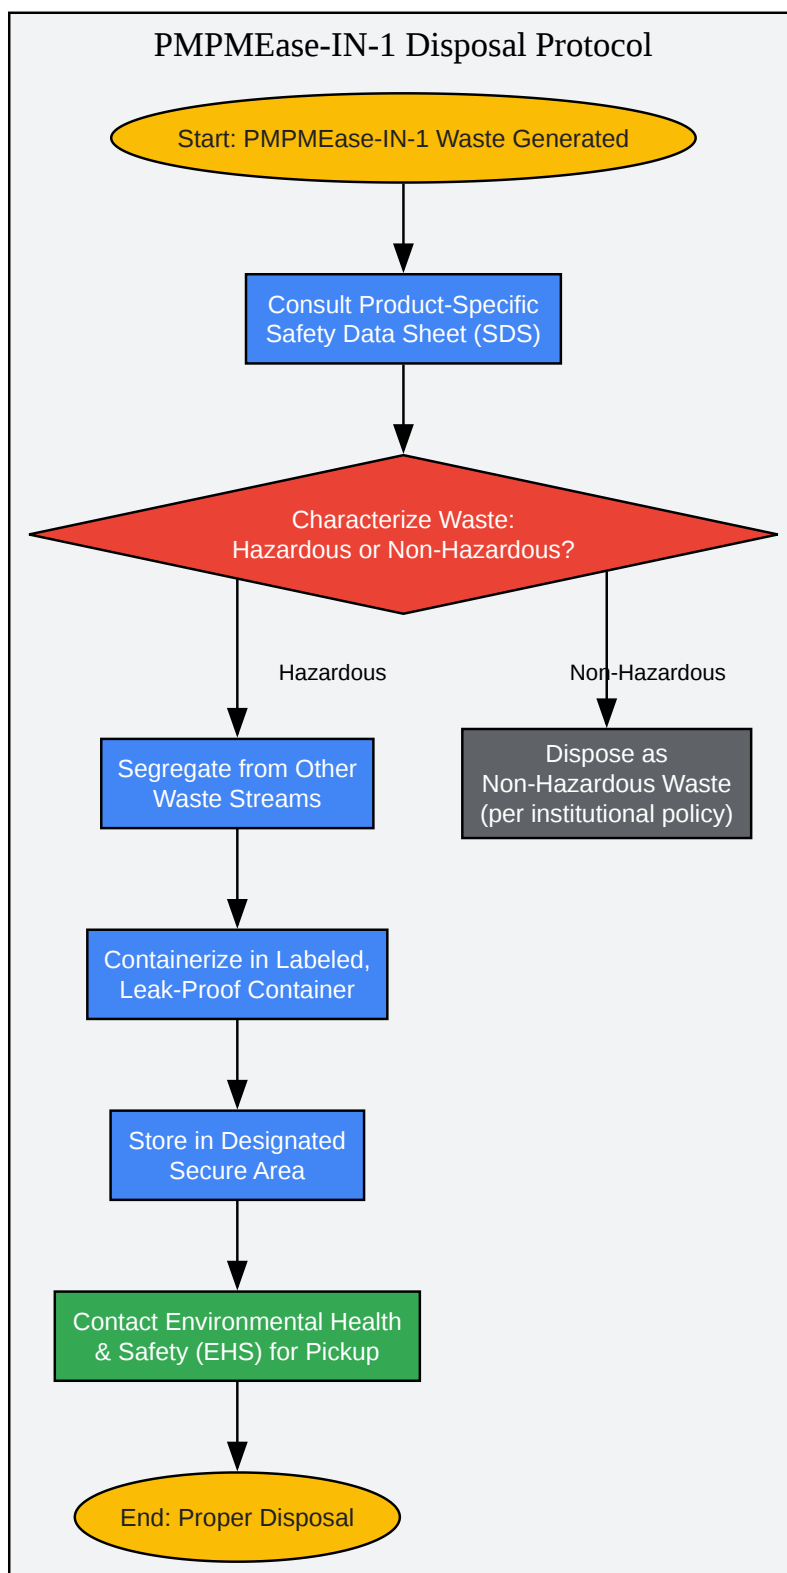 PMPMEase-IN-1 Disposal Protocol
Start: PMPMEase-IN-1 Waste Generated
Consult Product-Specific
Safety Data Sheet (SDS)
Characterize Waste:
Hazardous or Non-Hazardous?
Hazardous
Non-Hazardous
Segregate from Other
Waste Streams
Dispose as
Non-Hazardous Waste
(per institutional policy)
Containerize in Labeled,
Leak-Proof Container
Store in Designated
Secure Area
Contact Environmental Health
& Safety (EHS) for Pickup
End: Proper Disposal